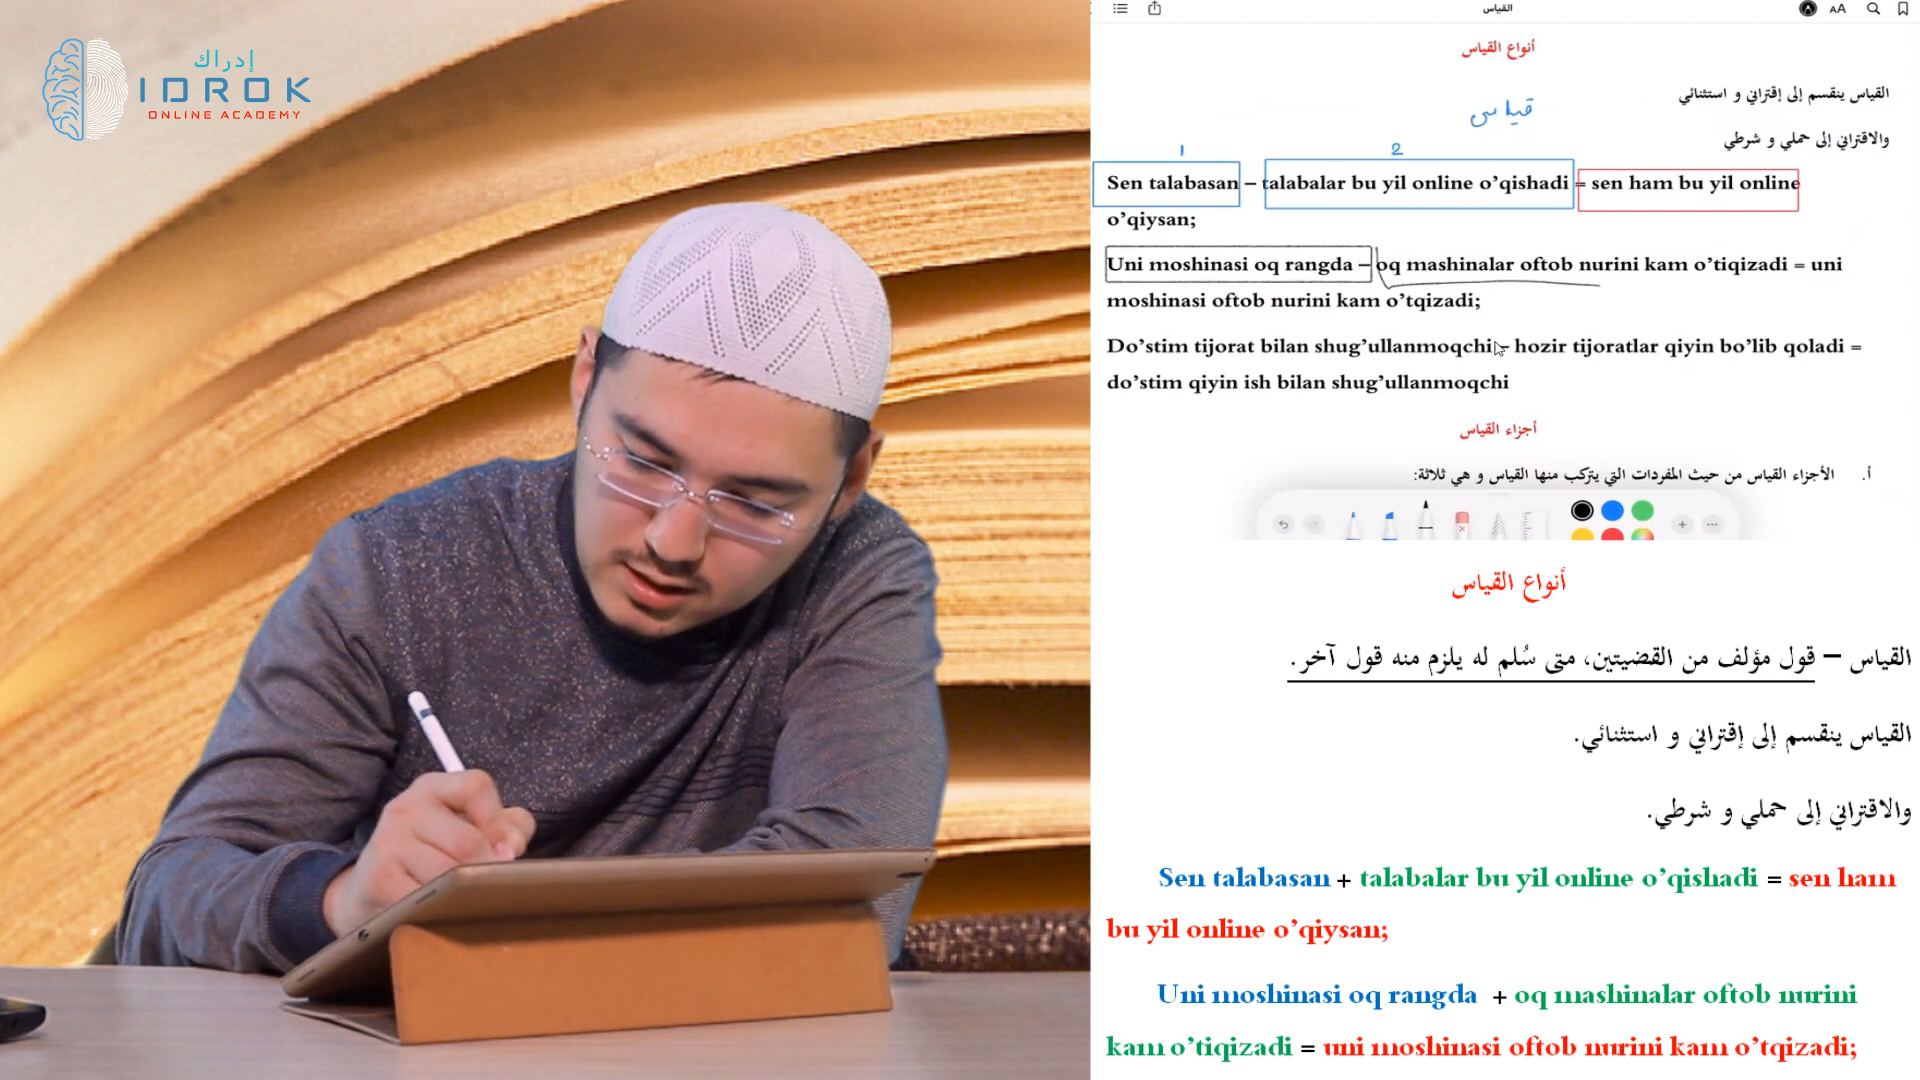 إدراك
IDROK
ONLINE ACADEMY
القياس
AA
أنواع القياس
القياس ينقسم إلى إقتراني و استثنائي
قياس
والاقتراني إلى حملي و شرطي
1 2
Sen talabasan – talabalar bu yil online o’qishadi = sen ham bu yil online
o’qiysan;
Uni moshinasi oq rangda – oq mashinalar oftob nurini kam o’tiqizadi = uni
moshinasi oftob nurini kam o’tqizadi;
Do’stim tijorat bilan shug’ullanmoqchi – hozir tijoratlar qiyin bo’lib qoladi =
do’stim qiyin ish bilan shug’ullanmoqchi
أجزاء القياس
أ. الأجزاء القياس من حيث المفردات التي يتركب منها القياس و هي ثلاثة:
أنواع القياس
القياس – قول مؤلف من القضيتين، متى سُلم له يلزم منه قول آخر.
القياس ينقسم إلى إقتراني و استثنائي.
والاقتراني إلى حملي و شرطي.
Sen talabasan + talabalar bu yil online o’qishadi = sen ham
bu yil online o’qiysan;
Uni moshinasi oq rangda + oq mashinalar oftob nurini
kam o’tiqizadi = uni moshinasi oftob nurini kam o’tqizadi;